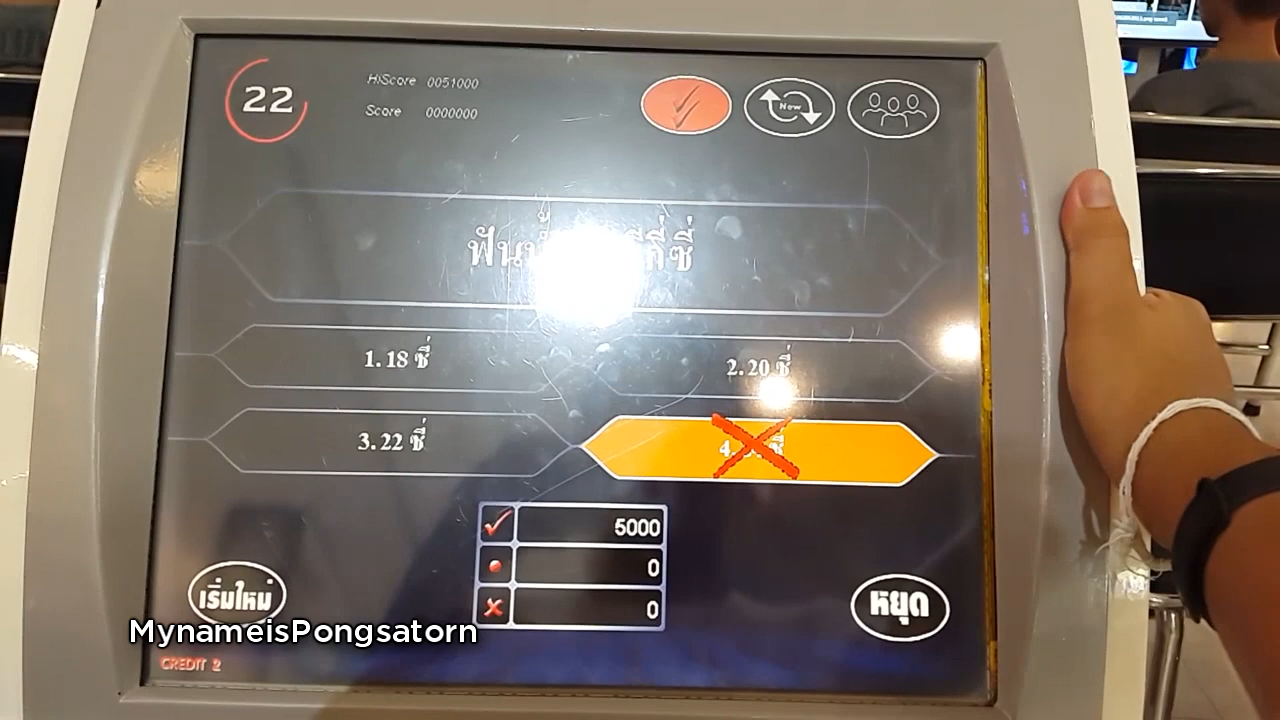 22
HiScore 0051000
Score 0000000
New
1. 18 ซี่
2. 20 ซี่
3. 22 ซี่
4.
5000
0
0
เริ่มใหม่
หยุด
MynameisPongsatorn
CREDIT 2